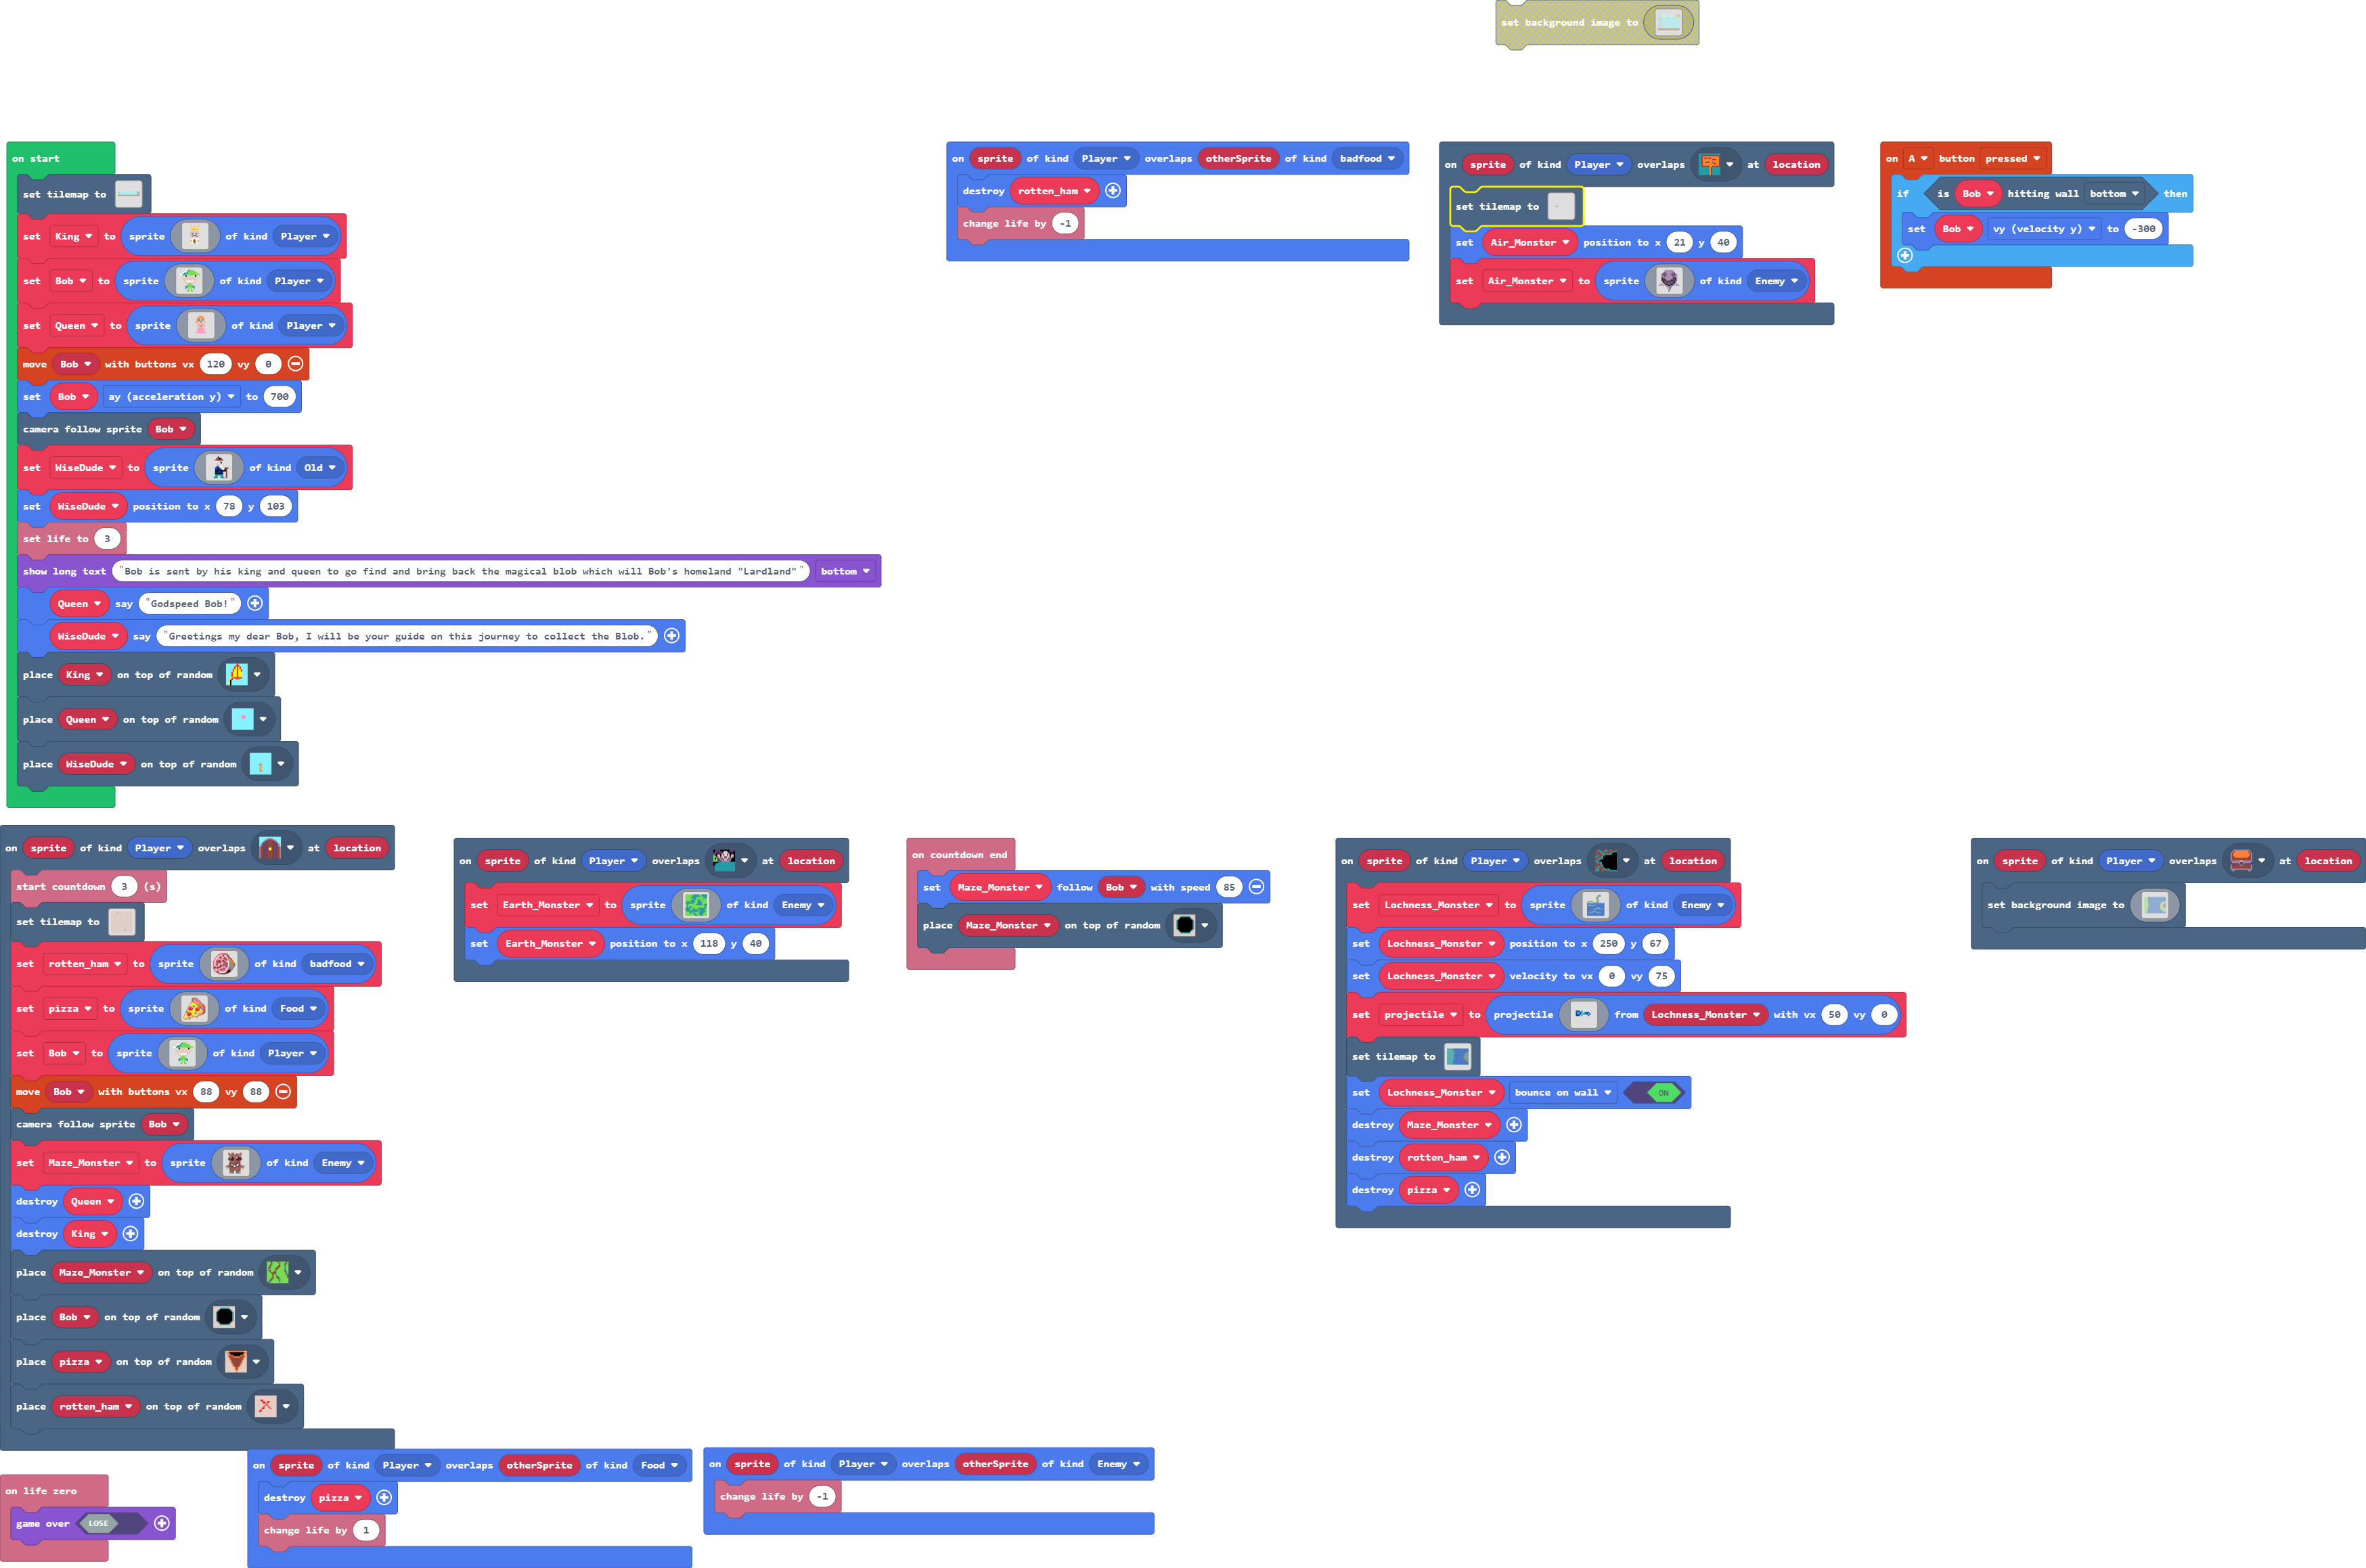 set background image to
on start
set tilemap to
set King to sprite of kind Player
set Bob to sprite of kind Player
set Queen to sprite of kind Player
move Bob with buttons vx 120 vy 0
set Bob ay (acceleration y) to 700
camera follow sprite Bob
set WiseDude to sprite of kind Old
set WiseDude position to x 78 y 103
set life to 3
show long text "Bob is sent by his king and queen to go find and bring back the magical blob which will Bob's homeland "Lardland"" bottom
Queen say "Godspeed Bob!"
WiseDude say "Greetings my dear Bob, I will be your guide on this journey to collect the Blob."
place King on top of random
place Queen on top of random
place WiseDude on top of random
on sprite of kind Player overlaps otherSprite of kind badfood
destroy rotten_ham
change life by -1
on sprite of kind Player overlaps at location
set tilemap to
set Air_Monster position to x 21 y 40
set Air_Monster to sprite of kind Enemy
on A button pressed
if is Bob hitting wall bottom then
set Bob vy (velocity y) to -300
on sprite of kind Player overlaps at location
start countdown 3 (s)
set tilemap to
set rotten_ham to sprite of kind badfood
set pizza to sprite of kind Food
set Bob to sprite of kind Player
move Bob with buttons vx 88 vy 88
camera follow sprite Bob
set Maze_Monster to sprite of kind Enemy
destroy Queen
destroy King
place Maze_Monster on top of random
place Bob on top of random
place pizza on top of random
place rotten_ham on top of random
on sprite of kind Player overlaps at location
set Earth_Monster to sprite of kind Enemy
set Earth_Monster position to x 118 y 40
on countdown end
set Maze_Monster follow Bob with speed 85
place Maze_Monster on top of random
on sprite of kind Player overlaps at location
set Lochness_Monster to sprite of kind Enemy
set Lochness_Monster position to x 250 y 67
set Lochness_Monster velocity to vx 0 vy 75
set projectile to projectile from Lochness_Monster with vx 50 vy 0
set tilemap to
set Lochness_Monster bounce on wall ON
destroy Maze_Monster
destroy rotten_ham
destroy pizza
on sprite of kind Player overlaps at location
set background image to
on life zero
game over LOSE
on sprite of kind Player overlaps otherSprite of kind Food
destroy pizza
change life by 1
on sprite of kind Player overlaps otherSprite of kind Enemy
change life by -1